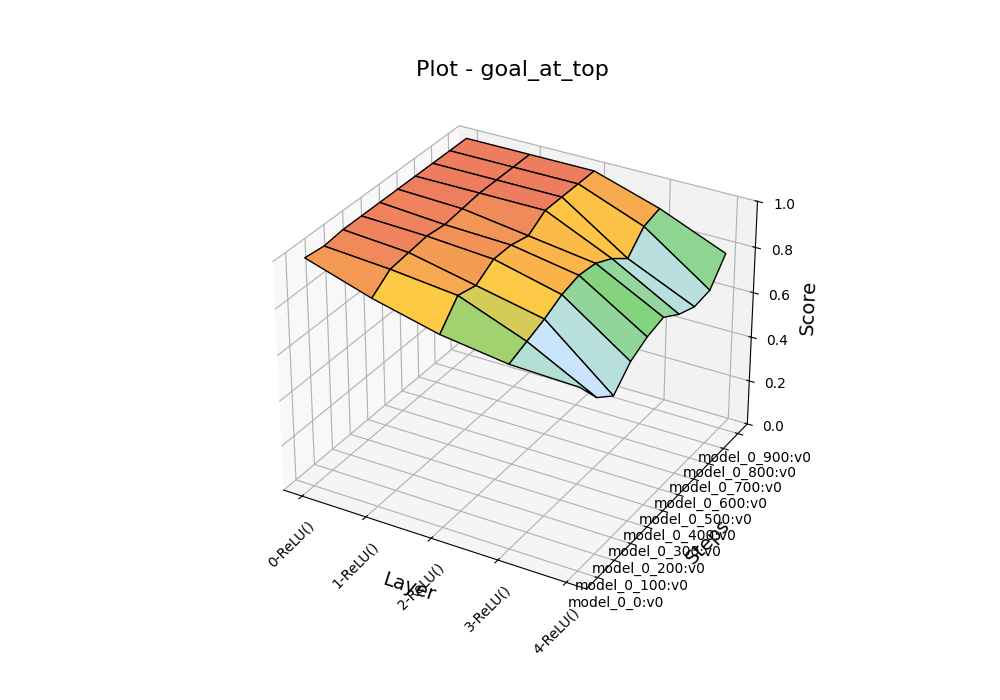 Plot - goal_at_top
1.0
0.8
0.6
0.4
0.2
0.0
Score
model_0_900:v0
model_0_800:v0
model_0_700:v0
model_0_600:v0
model_0_500:v0
model_0_400:v0
model_0_300:v0
model_0_200:v0
model_0_100:v0
model_0_0:v0
Steps
0-ReLU()
1-ReLU()
2-ReLU()
3-ReLU()
4-ReLU()
Layer